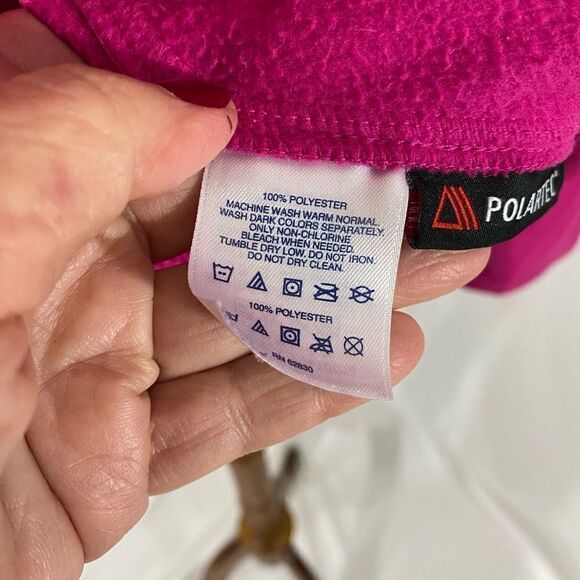 100% POLYESTER
MACHINE WASH WARM NORMAL.
WASH DARK COLORS SEPARATELY.
ONLY NON-CHLORINE
BLEACH WHEN NEEDED.
TUMBLE DRY LOW. DO NOT IRON.
DO NOT DRY CLEAN.
100% POLYESTER
RN 62830
POLARTEC®